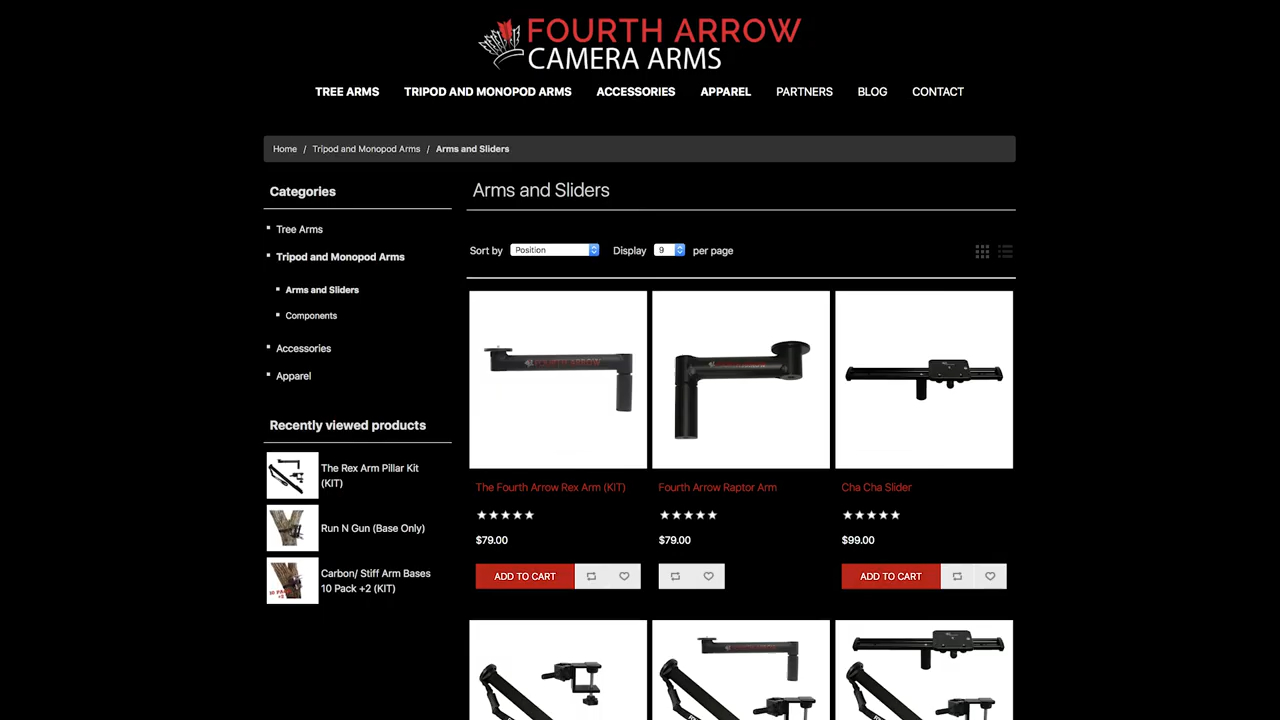 FOURTH ARROW
CAMERA ARMS
TREE ARMS TRIPOD AND MONOPOD ARMS ACCESSORIES APPAREL PARTNERS BLOG CONTACT
Home / Tripod and Monopod Arms / Arms and Sliders
Categories
Tree Arms
Tripod and Monopod Arms
Arms and Sliders
Components
Accessories
Apparel
Recently viewed products
The Rex Arm Pillar Kit
(KIT)
Run N Gun (Base Only)
Carbon/ Stiff Arm Bases
10 Pack +2 (KIT)
Arms and Sliders
Sort by Position Display 9 per page
FOURTH ARROW
The Fourth Arrow Rex Arm (KIT) Fourth Arrow Raptor Arm Cha Cha Slider
$79.00 $79.00 $99.00
ADD TO CART ADD TO CART